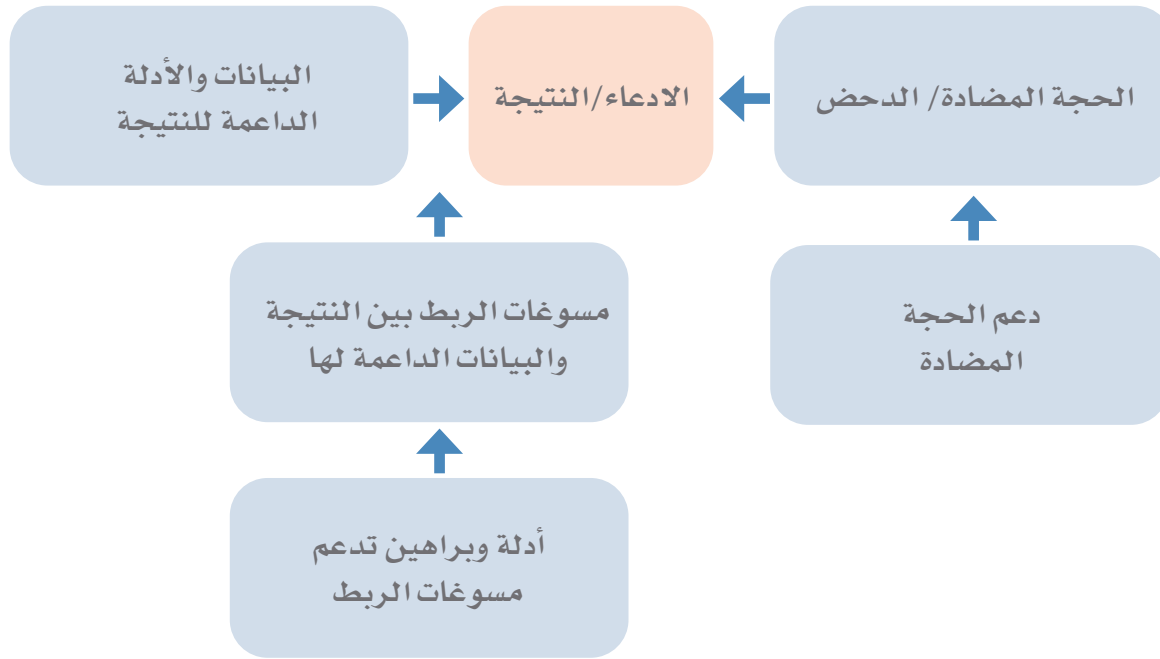 الحجة المضادة/ الدحض
الادعاء/النتيجة
البيانات والأدلة
الداعمة للنتيجة
دعم الحجة
المضادة
مسوغات الربط بين النتيجة
والبيانات الداعمة لها
أدلة وبراهين تدعم
مسوغات الربط